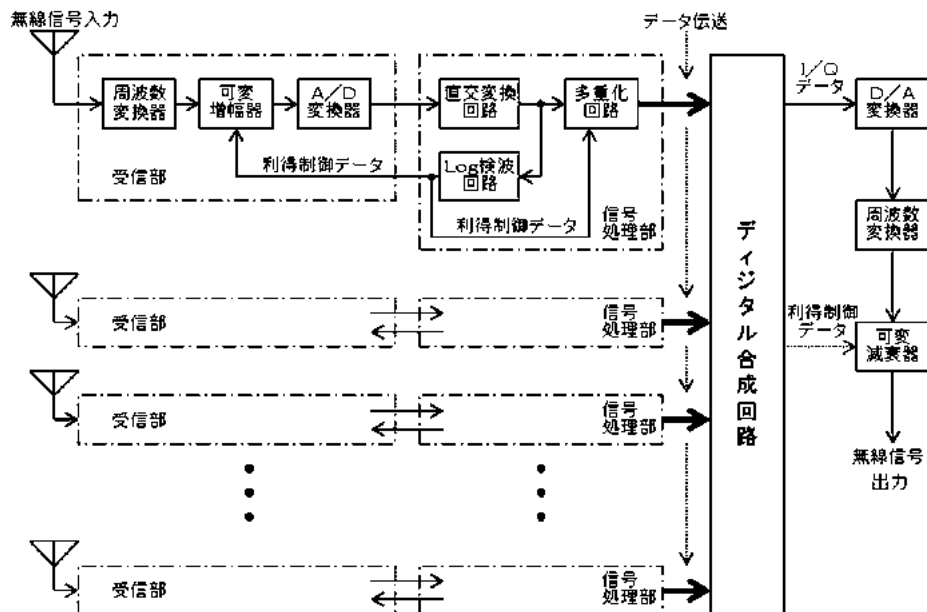 無線信号入力
データ伝送
周波数
変換器
可変
増幅器
A/D
変換器
直交変換
回路
多重化
回路
I/Q
データ
D/A
変換器
利得制御データ
Log検波
回路
受信部
利得制御データ
信号
処理部
周波数
変換器
ディジタル合成回路
受信部
信号
処理部
利得制御
データ
可変
減衰器
受信部
信号
処理部
無線信号
出力
受信部
信号
処理部